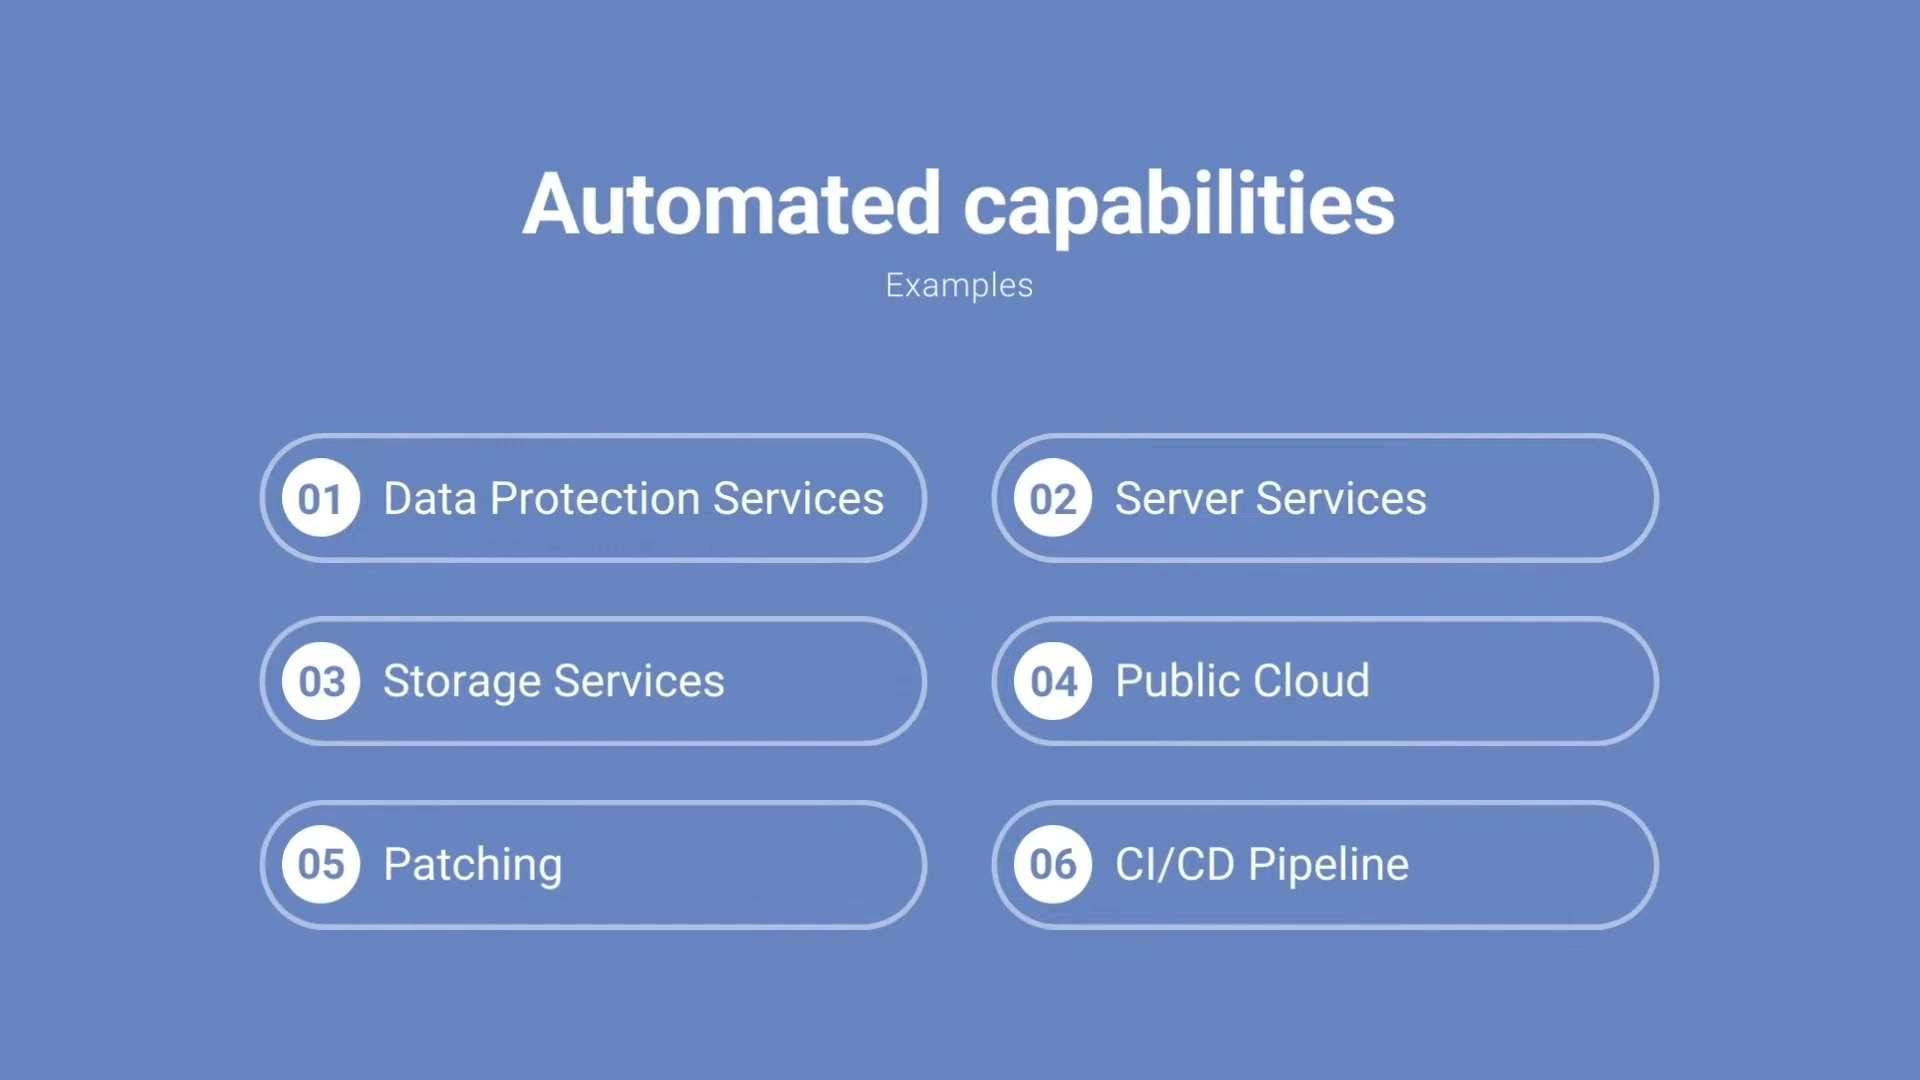 Automated capabilities
Examples
01 Data Protection Services
02 Server Services
03 Storage Services
04 Public Cloud
05 Patching
06 CI/CD Pipeline